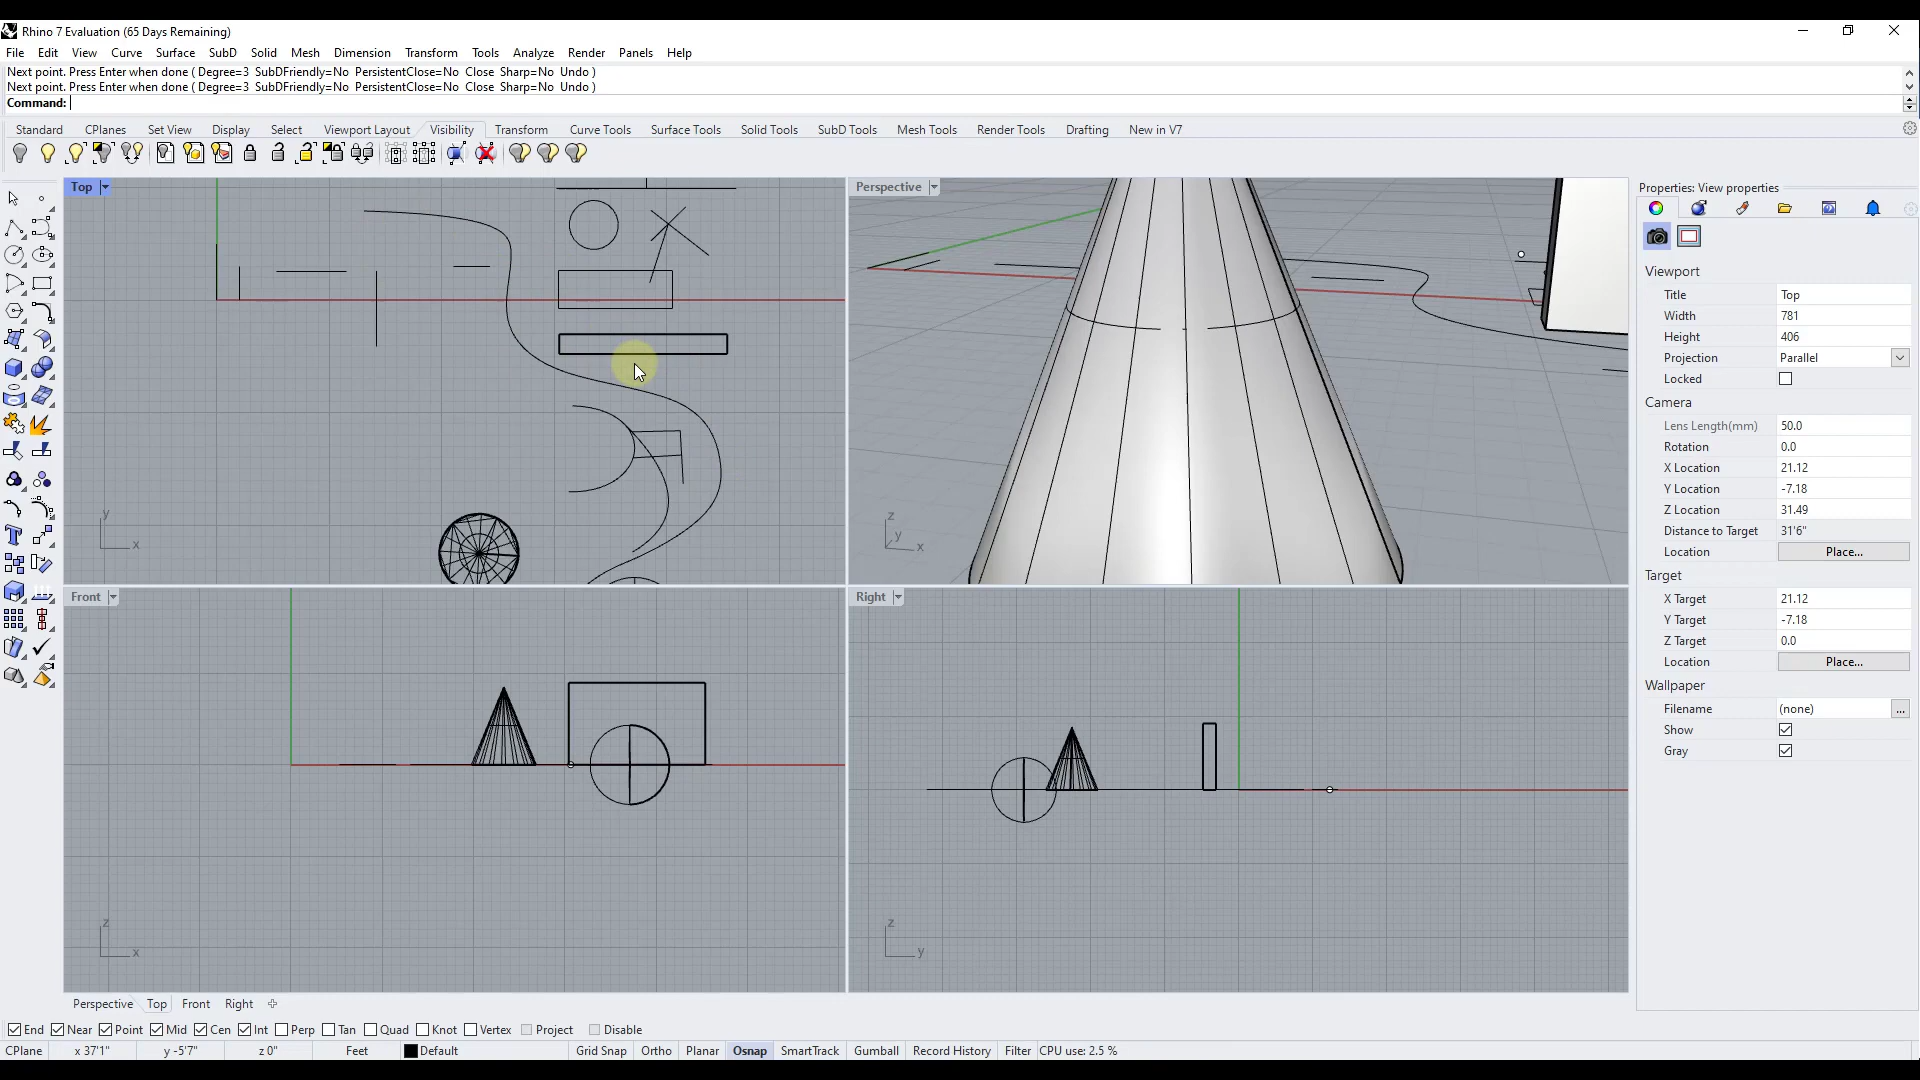 Rhino 7 Evaluation (65 Days Remaining)
File Edit View Curve Surface SubD Solid Mesh Dimension Transform Tools Analyze Render Panels Help
Next point. Press Enter when done ( Degree=3 SubDFriendly=No PersistentClose=No Close Sharp=No Undo )
Next point. Press Enter when done ( Degree=3 SubDFriendly=No PersistentClose=No Close Sharp=No Undo )
Command:
Standard CPlanes Set View Display Select Viewport Layout Visibility Transform Curve Tools Surface Tools Solid Tools SubD Tools Mesh Tools Render Tools Drafting New in V7
Top
Perspective
Properties: View properties
Viewport
Title Top
Width 781
Height 406
Projection Parallel
Locked
Camera
Lens Length(mm) 50.0
Rotation 0.0
X Location 21.12
Y Location -7.18
Z Location 31.49
Distance to Target 31'6"
Location Place...
Target
X Target 21.12
Y Target -7.18
Z Target 0.0
Location Place...
Wallpaper
Filename (none) ...
Show
Gray
y
x
z
y
x
Front
Right
z
x
z
y
Perspective Top Front Right
End Near Point Mid Cen Int Perp Tan Quad Knot Vertex Project Disable
CPlane x 37'1" y -5'7" z 0" Feet Default Grid Snap Ortho Planar Osnap SmartTrack Gumball Record History Filter CPU use: 2.5 %